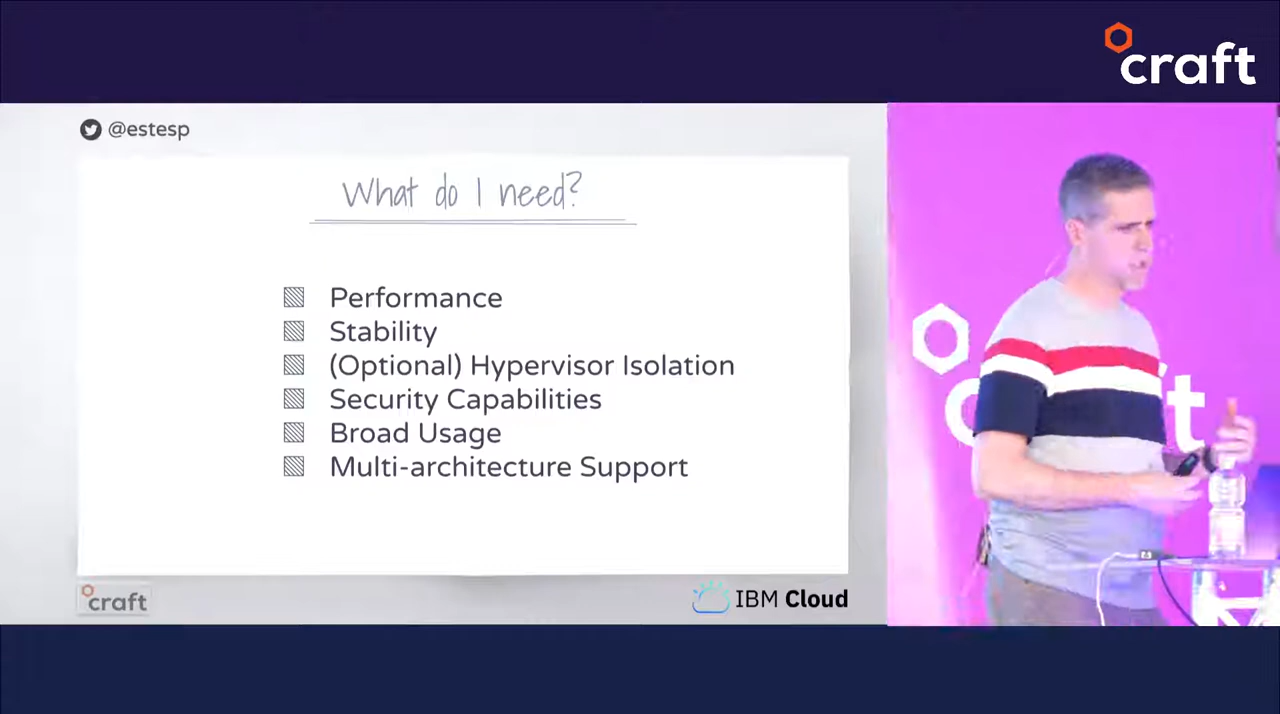 craft
@estesp
What do I need?
Performance
Stability
(Optional) Hypervisor Isolation
Security Capabilities
Broad Usage
Multi-architecture Support
craft
IBM Cloud